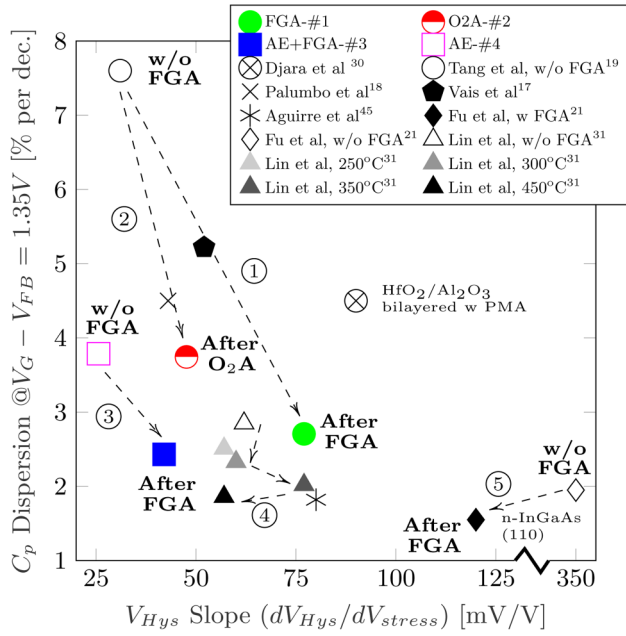 FGA-#1
O2A-#2
AE+FGA-#3
AE-#4
Djara et al 30
Tang et al, w/o FGA19
Palumbo et al18
Vais et al17
Aguirre et al45
Fu et al, w FGA21
Fu et al, w/o FGA21
Lin et al, w/o FGA31
Lin et al, 250°C31
Lin et al, 300°C31
Lin et al, 350°C31
Lin et al, 450°C31
Cp Dispersion @VG − VFB = 1.35V [% per dec.]
8
7
6
5
4
3
2
1
w/o
FGA
2
1
HfO2/Al2O3
bilayered w PMA
w/o
FGA
After
O2A
3
After
FGA
After
FGA
4
w/o
FGA
5
After
FGA
n-InGaAs
(110)
25
50
75
100
125
350
VHys Slope (dVHys/dVstress) [mV/V]